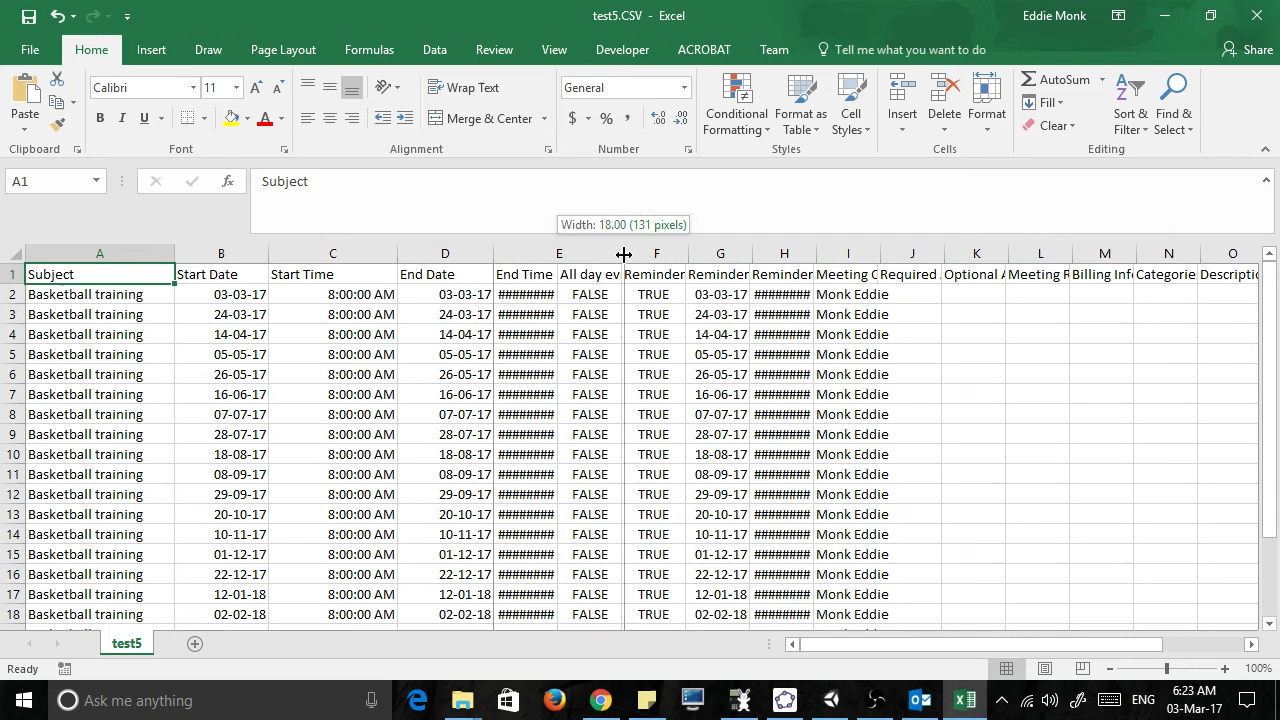 test5.CSV - Excel
Eddie Monk
File Home Insert Draw Page Layout Formulas Data Review View Developer ACROBAT Team Tell me what you want to do Share
Paste
Calibri 11
B I U
A
Wrap Text
Merge & Center
General
$ % ,
Conditional Formatting
Format as Table
Cell Styles
Insert Delete Format
AutoSum
Fill
Clear
Sort & Filter
Find & Select
Clipboard Font Alignment Number Styles Cells Editing
A1 fx Subject
Width: 18.00 (131 pixels)
A B C D E F G H I J K L M N O
1 Subject Start Date Start Time End Date End Time All day ev Reminder Reminder Reminder Meeting O Required Optional A Meeting R Billing Inf Categorie Descriptio
2 Basketball training 03-03-17 8:00:00 AM 03-03-17 ######## FALSE TRUE 03-03-17 ######## Monk Eddie
3 Basketball training 24-03-17 8:00:00 AM 24-03-17 ######## FALSE TRUE 24-03-17 ######## Monk Eddie
4 Basketball training 14-04-17 8:00:00 AM 14-04-17 ######## FALSE TRUE 14-04-17 ######## Monk Eddie
5 Basketball training 05-05-17 8:00:00 AM 05-05-17 ######## FALSE TRUE 05-05-17 ######## Monk Eddie
6 Basketball training 26-05-17 8:00:00 AM 26-05-17 ######## FALSE TRUE 26-05-17 ######## Monk Eddie
7 Basketball training 16-06-17 8:00:00 AM 16-06-17 ######## FALSE TRUE 16-06-17 ######## Monk Eddie
8 Basketball training 07-07-17 8:00:00 AM 07-07-17 ######## FALSE TRUE 07-07-17 ######## Monk Eddie
9 Basketball training 28-07-17 8:00:00 AM 28-07-17 ######## FALSE TRUE 28-07-17 ######## Monk Eddie
10 Basketball training 18-08-17 8:00:00 AM 18-08-17 ######## FALSE TRUE 18-08-17 ######## Monk Eddie
11 Basketball training 08-09-17 8:00:00 AM 08-09-17 ######## FALSE TRUE 08-09-17 ######## Monk Eddie
12 Basketball training 29-09-17 8:00:00 AM 29-09-17 ######## FALSE TRUE 29-09-17 ######## Monk Eddie
13 Basketball training 20-10-17 8:00:00 AM 20-10-17 ######## FALSE TRUE 20-10-17 ######## Monk Eddie
14 Basketball training 10-11-17 8:00:00 AM 10-11-17 ######## FALSE TRUE 10-11-17 ######## Monk Eddie
15 Basketball training 01-12-17 8:00:00 AM 01-12-17 ######## FALSE TRUE 01-12-17 ######## Monk Eddie
16 Basketball training 22-12-17 8:00:00 AM 22-12-17 ######## FALSE TRUE 22-12-17 ######## Monk Eddie
17 Basketball training 12-01-18 8:00:00 AM 12-01-18 ######## FALSE TRUE 12-01-18 ######## Monk Eddie
18 Basketball training 02-02-18 8:00:00 AM 02-02-18 ######## FALSE TRUE 02-02-18 ######## Monk Eddie
test5
Ready 100%
Ask me anything
ENG
6:23 AM
03-Mar-17